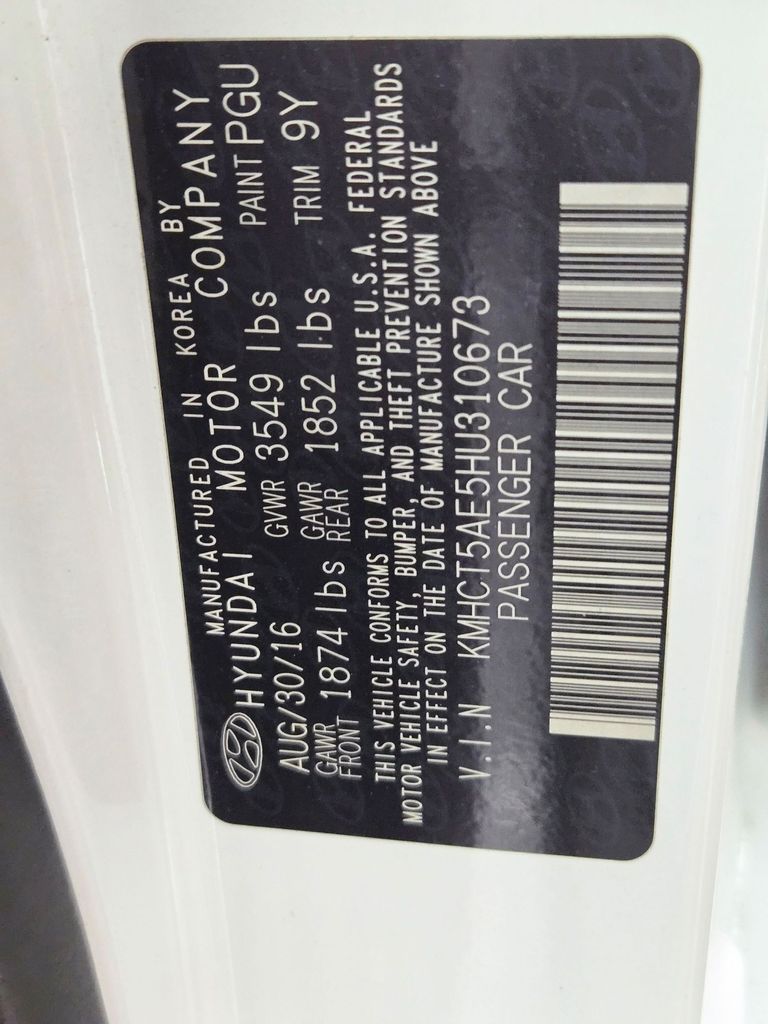 MANUFACTURED IN KOREA BY
HYUNDAI MOTOR COMPANY
AUG/30/16 GVWR 3549 lbs PAINT PGU
GAWR FRONT 1874 lbs GAWR REAR 1852 lbs TRIM 9Y
THIS VEHICLE CONFORMS TO ALL APPLICABLE U.S.A. FEDERAL
MOTOR VEHICLE SAFETY, BUMPER, AND THEFT PREVENTION STANDARDS
IN EFFECT ON THE DATE OF MANUFACTURE SHOWN ABOVE
V.I.N KMHCT5AE5HU310673
PASSENGER CAR